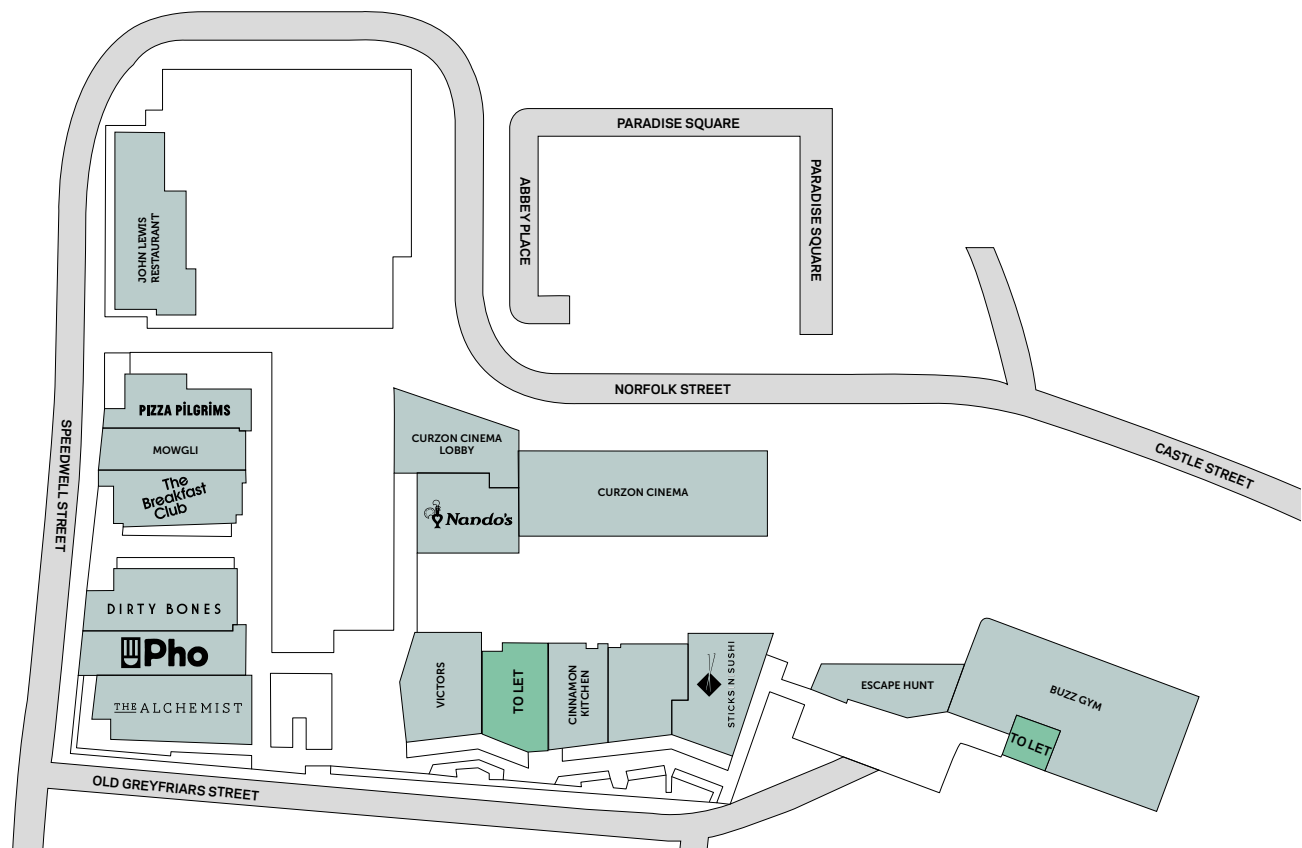 PARADISE SQUARE
ABBEY PLACE
PARADISE SQUARE
JOHN LEWIS
RESTAURANT
NORFOLK STREET
CASTLE STREET
SPEEDWELL STREET
PIZZA PiLGRiMS
MOWGLI
The
Breakfast
Club
CURZON CINEMA
LOBBY
CURZON CINEMA
Nando's
DIRTY BONES
Pho
THE ALCHEMIST
VICTORS
TO LET
CINNAMON
KITCHEN
STICKS'N'SUSHI
ESCAPE HUNT
BUZZ GYM
TO LET
OLD GREYFRIARS STREET